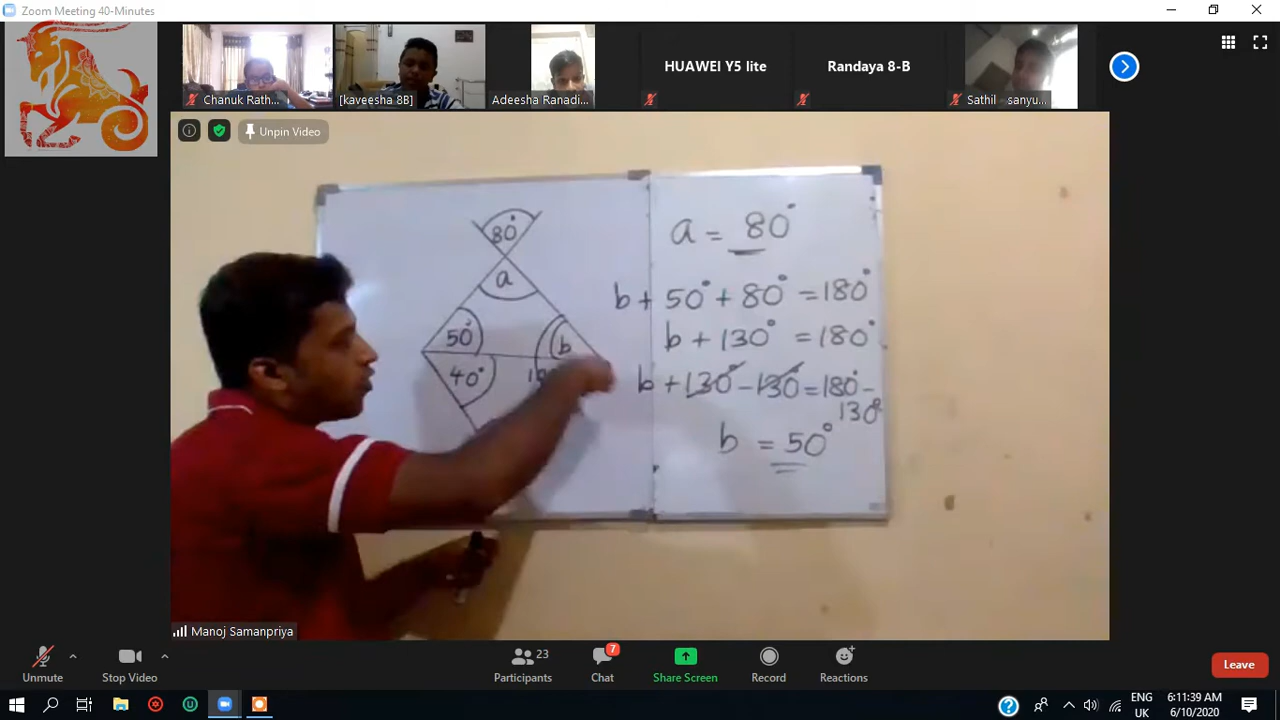 Zoom Meeting 40-Minutes
Chanuk Rath...
[kaveesha 8B]
Adeesha Ranadi...
HUAWEI Y5 lite
Randaya 8-B
Sathil sanyu...
Unpin Video
80°
a
50°
b
40°
a = 80°
b + 50° + 80° = 180°
b + 130° = 180°
b + 130° - 130° = 180° -
130°
b = 50°
Manoj Samanpriya
Unmute
Stop Video
23
Participants
7
Chat
Share Screen
Record
Reactions
Leave
ENG
UK
6:11:39 AM
6/10/2020